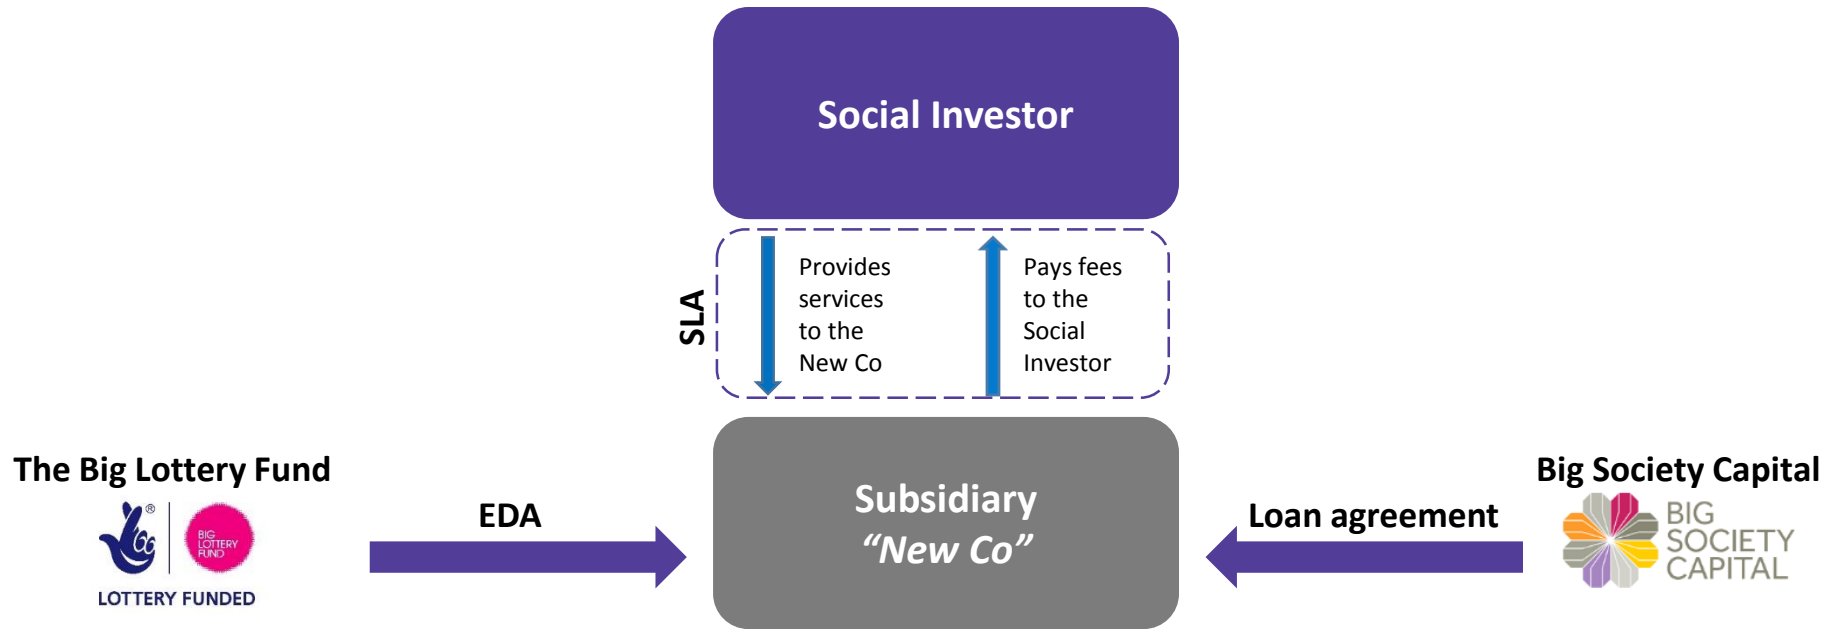 Social Investor
SLA
Provides
services
to the
New Co
Pays fees
to the
Social
Investor
The Big Lottery Fund
®
BIG
LOTTERY
FUND
LOTTERY FUNDED
EDA
Subsidiary
“New Co”
Loan agreement
Big Society Capital
BIG
SOCIETY
CAPITAL